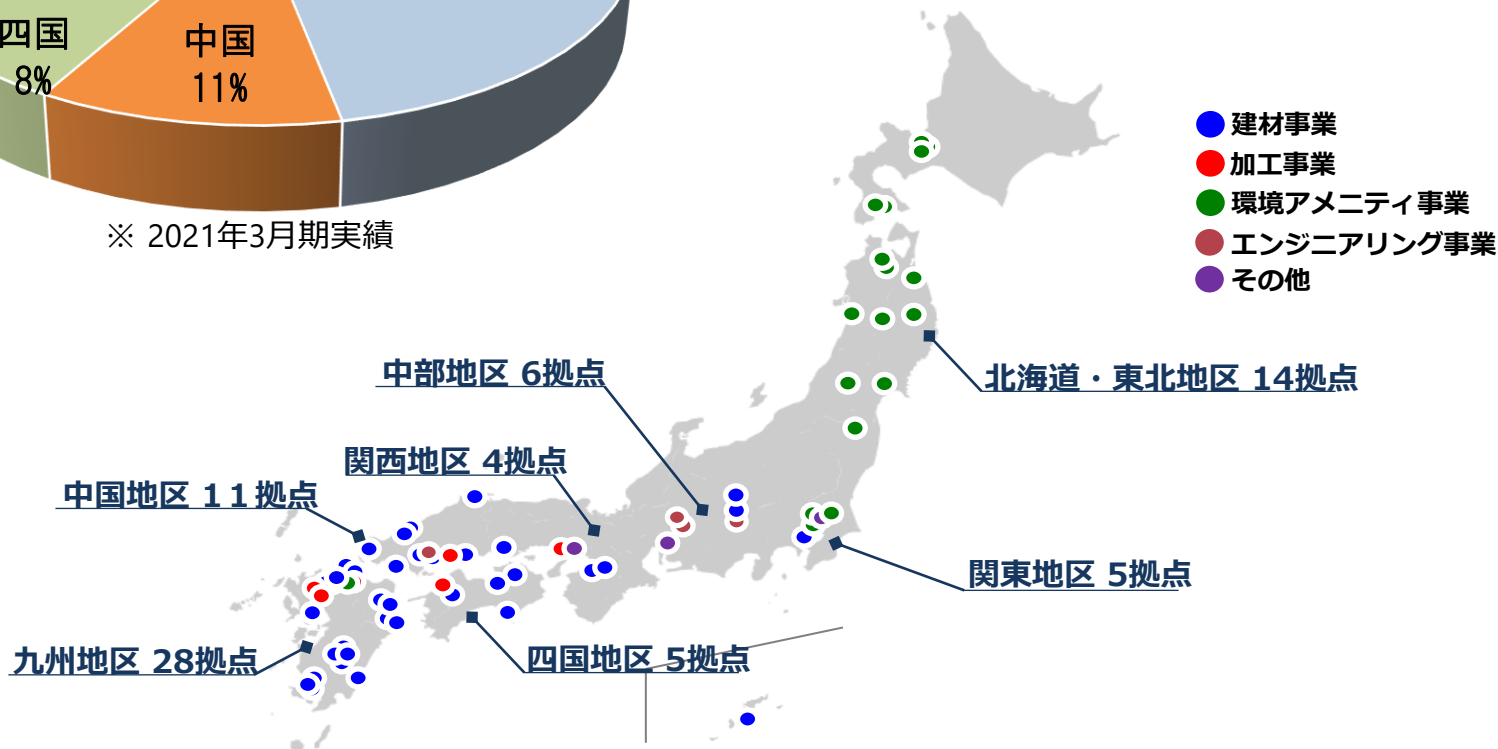 四国
8%
中国
11%
※ 2021年3月期実績
建材事業
加工事業
環境アメニティ事業
エンジニアリング事業
その他
中部地区 6拠点
北海道・東北地区 14拠点
関西地区 4拠点
中国地区 １１拠点
関東地区 5拠点
九州地区 28拠点
四国地区 5拠点